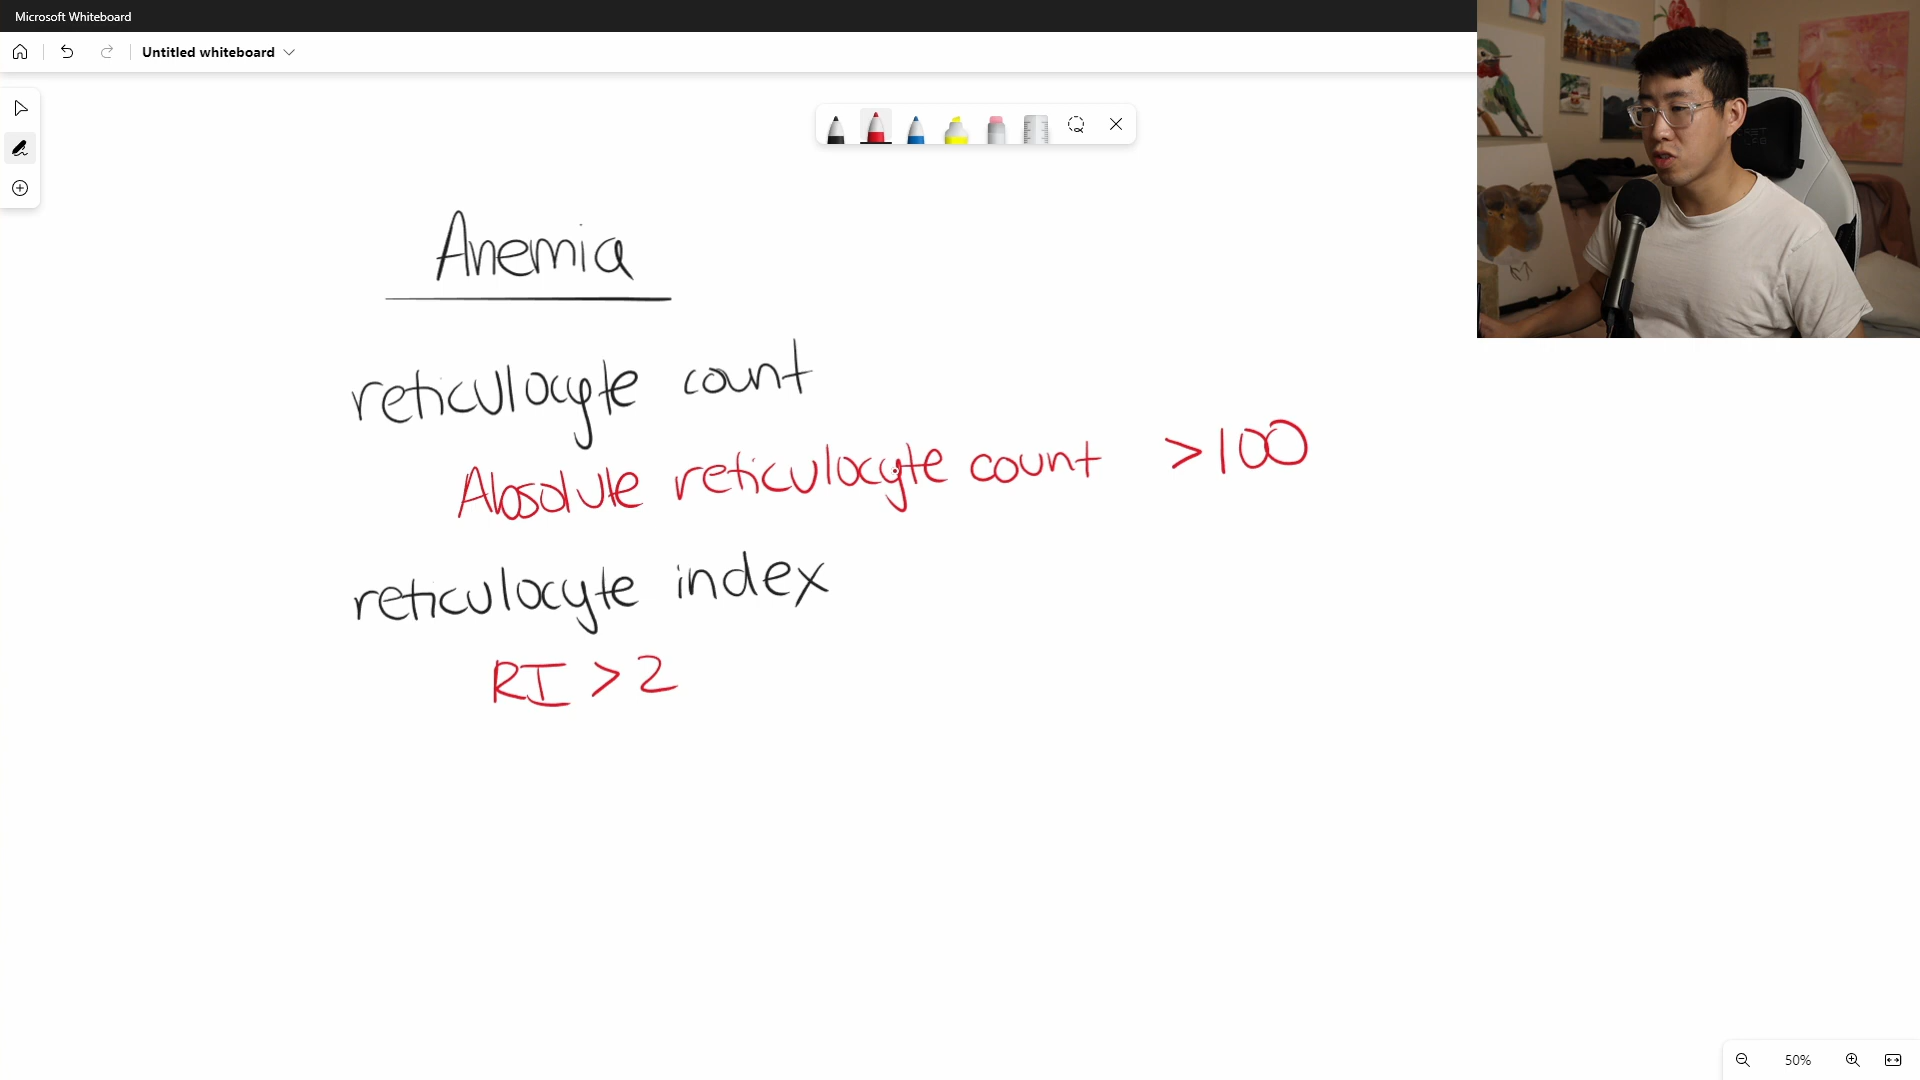 Microsoft Whiteboard
Untitled whiteboard
Anemia
reticulocyte count
Absolute reticulocyte count >100
reticulocyte index
RI >2
50%